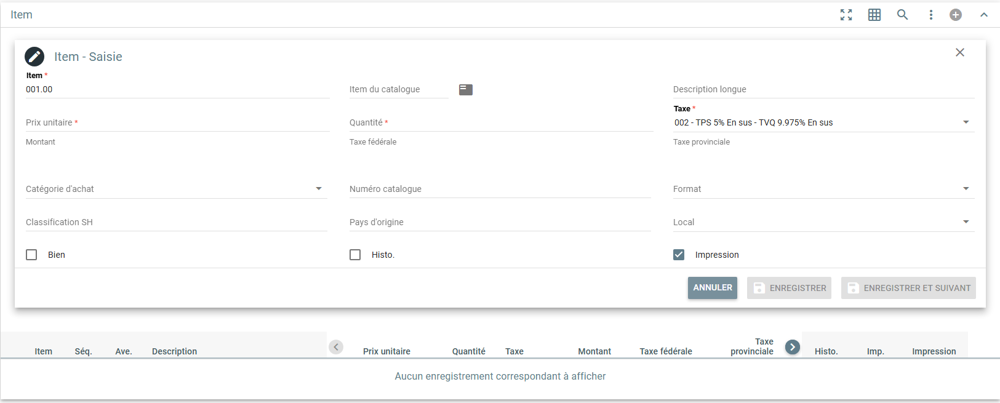 Item
Item - Saisie
Item *
001.00
Item du catalogue
Description longue
Prix unitaire *
Quantité *
Taxe *
002 - TPS 5% En sus - TVQ 9.975% En sus
Montant
Taxe fédérale
Taxe provinciale
Catégorie d'achat
Numéro catalogue
Format
Classification SH
Pays d'origine
Local
Bien
Histo.
Impression
ANNULER
ENREGISTRER
ENREGISTRER ET SUIVANT
Item
Séq.
Ave.
Description
Prix unitaire
Quantité
Taxe
Montant
Taxe fédérale
Taxe
provinciale
Histo.
Imp.
Impression
Aucun enregistrement correspondant à afficher